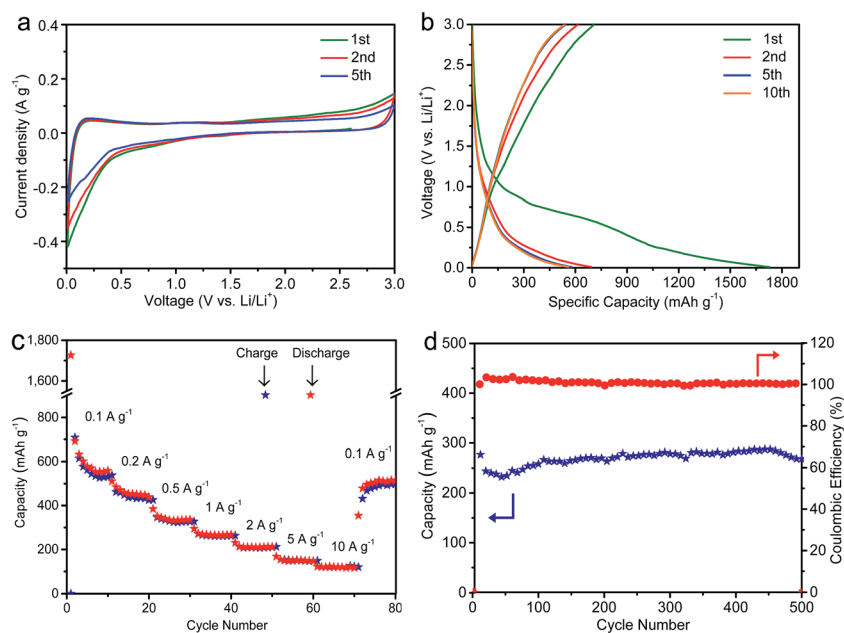 a
1st
2nd
5th
0.4
0.2
0.0
-0.2
-0.4
Current density (A g⁻¹)
0.0 0.5 1.0 1.5 2.0 2.5 3.0
Voltage (V vs. Li/Li⁺)
b
1st
2nd
5th
10th
3.0
2.5
2.0
1.5
1.0
0.5
0.0
Voltage (V vs. Li/Li⁺)
0 300 600 900 1200 1500 1800
Specific Capacity (mAh g⁻¹)
c
Charge Discharge
1,800
1,600
800
600
400
200
0
Capacity (mAh g⁻¹)
0.1 A g⁻¹
0.2 A g⁻¹
0.5 A g⁻¹
1 A g⁻¹
2 A g⁻¹
5 A g⁻¹
10 A g⁻¹
0.1 A g⁻¹
0 20 40 60 80
Cycle Number
d
500
400
300
200
100
0
Capacity (mAh g⁻¹)
120
100
80
60
40
20
0
Coulombic Efficiency (%)
0 100 200 300 400 500
Cycle Number